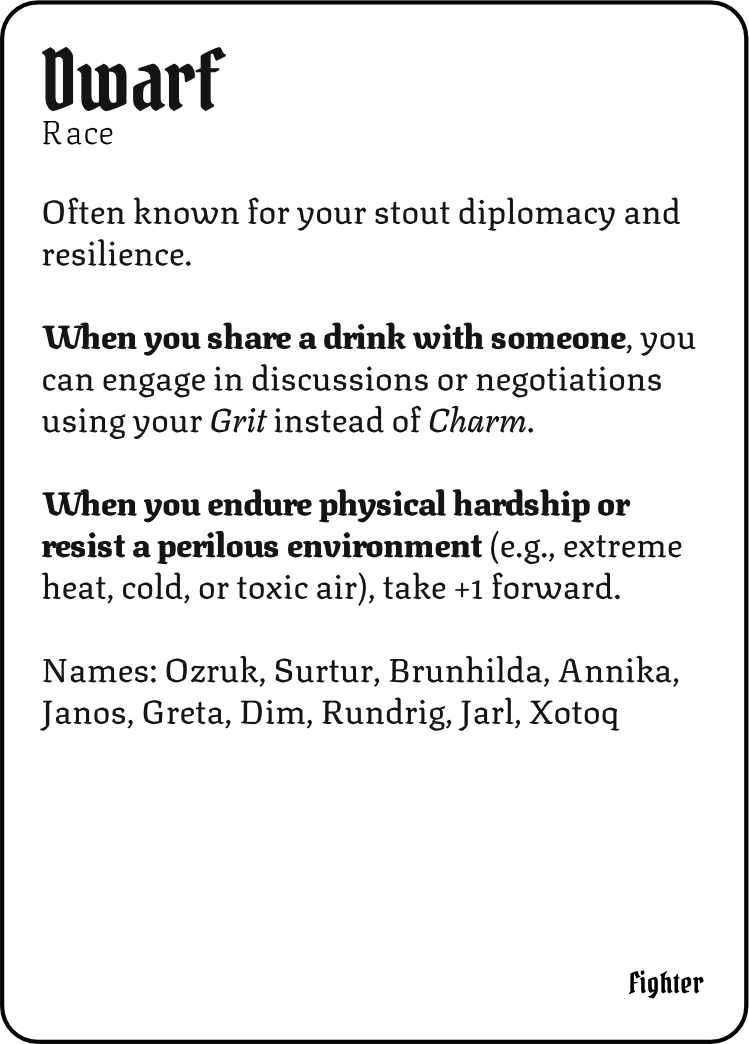 Dwarf
Race
Often known for your stout diplomacy and
resilience.
When you share a drink with someone, you
can engage in discussions or negotiations
using your Grit instead of Charm.
When you endure physical hardship or
resist a perilous environment (e.g., extreme
heat, cold, or toxic air), take +1 forward.
Names: Ozruk, Surtur, Brunhilda, Annika,
Janos, Greta, Dim, Rundrig, Jarl, Xotoq
Fighter